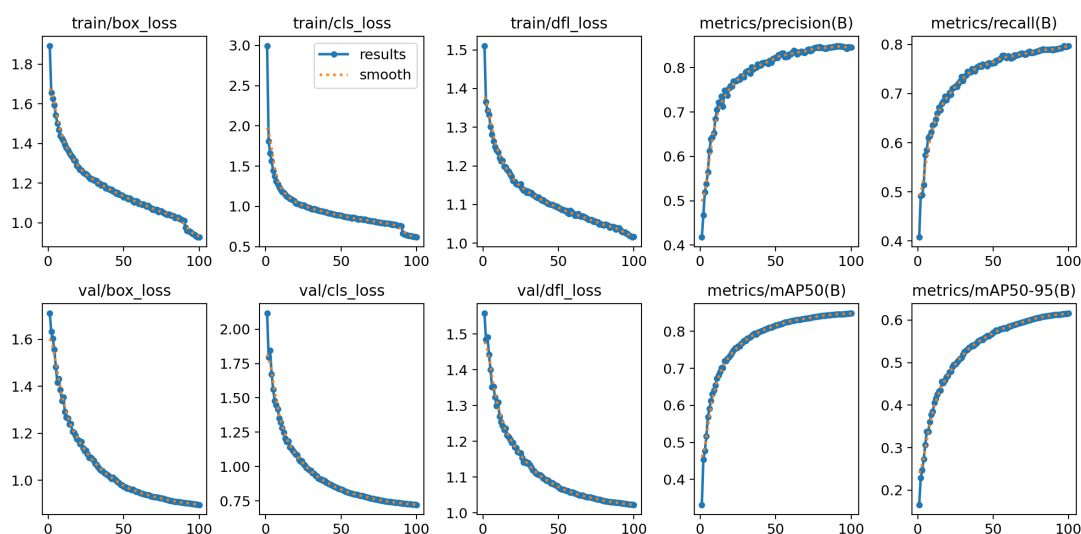 train/box_loss
train/cls_loss
train/dfl_loss
metrics/precision(B)
metrics/recall(B)
1.8
1.6
1.4
1.2
1.0
0 50 100
3.0
2.5
2.0
1.5
1.0
0.5
0 50 100
results
smooth
1.5
1.4
1.3
1.2
1.1
1.0
0 50 100
0.8
0.7
0.6
0.5
0.4
0 50 100
0.8
0.7
0.6
0.5
0.4
0 50 100
val/box_loss
val/cls_loss
val/dfl_loss
metrics/mAP50(B)
metrics/mAP50-95(B)
1.6
1.4
1.2
1.0
0 50 100
2.00
1.75
1.50
1.25
1.00
0.75
0 50 100
1.5
1.4
1.3
1.2
1.1
1.0
0 50 100
0.8
0.7
0.6
0.5
0.4
0 50 100
0.6
0.5
0.4
0.3
0.2
0 50 100